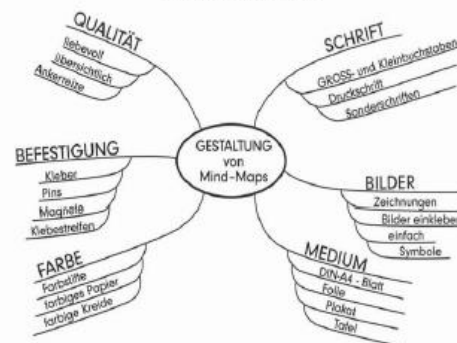 QUALITÄT
liebevoll
übersichtlich
Ankerreize
SCHRIFT
GROSS- und Kleinbuchstaben
Druckschrift
Sonderschriften
GESTALTUNG
von
Mind-Maps
BEFESTIGUNG
Kleber
Pins
Magnete
Klebestreifen
BILDER
Zeichnungen
Bilder einkleben
einfach
Symbole
FARBE
Farbstifte
farbiges Papier
farbige Kreide
MEDIUM
DIN-A4 - Blatt
Folie
Plakat
Tafel